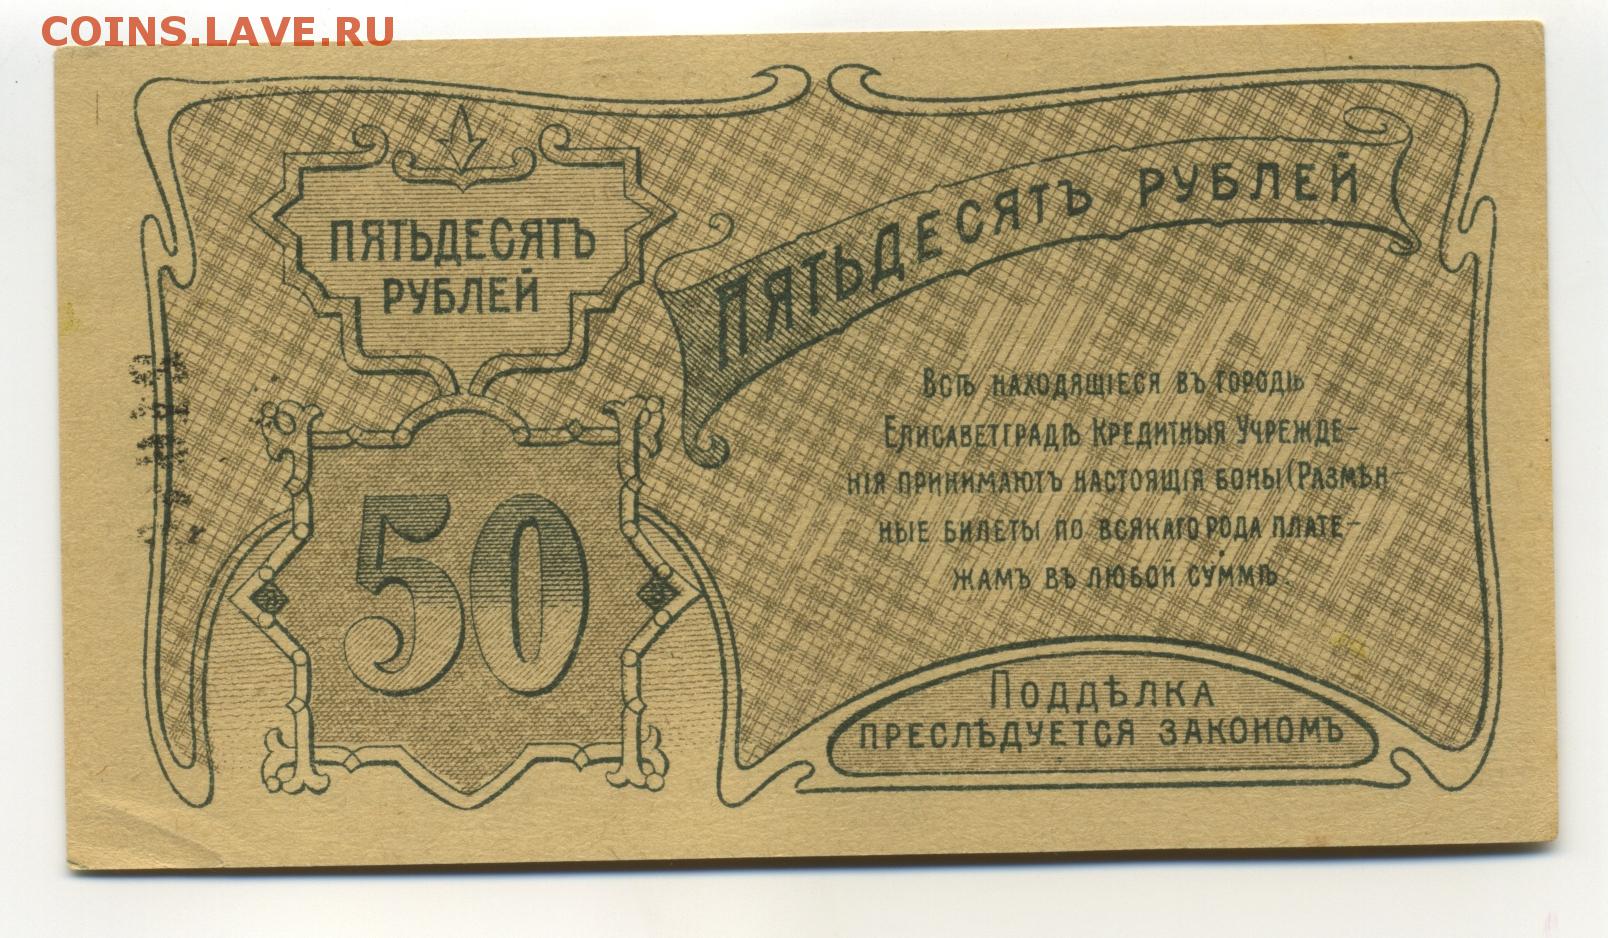 COINS.LAVE.RU
ПЯТЬДЕСЯТЪ
РУБЛЕЙ
ПЯТЬДЕСЯТЪ РУБЛЕЙ
Всѣ находящіеся въ городѣ
Елисаветградѣ Кредитныя Учрежде-
нія принимаютъ настоящія боны (Размѣн-
ные билеты по всякаго рода плате-
жамъ въ любой суммѣ.
50
Поддѣлка
преслѣдуется закономъ